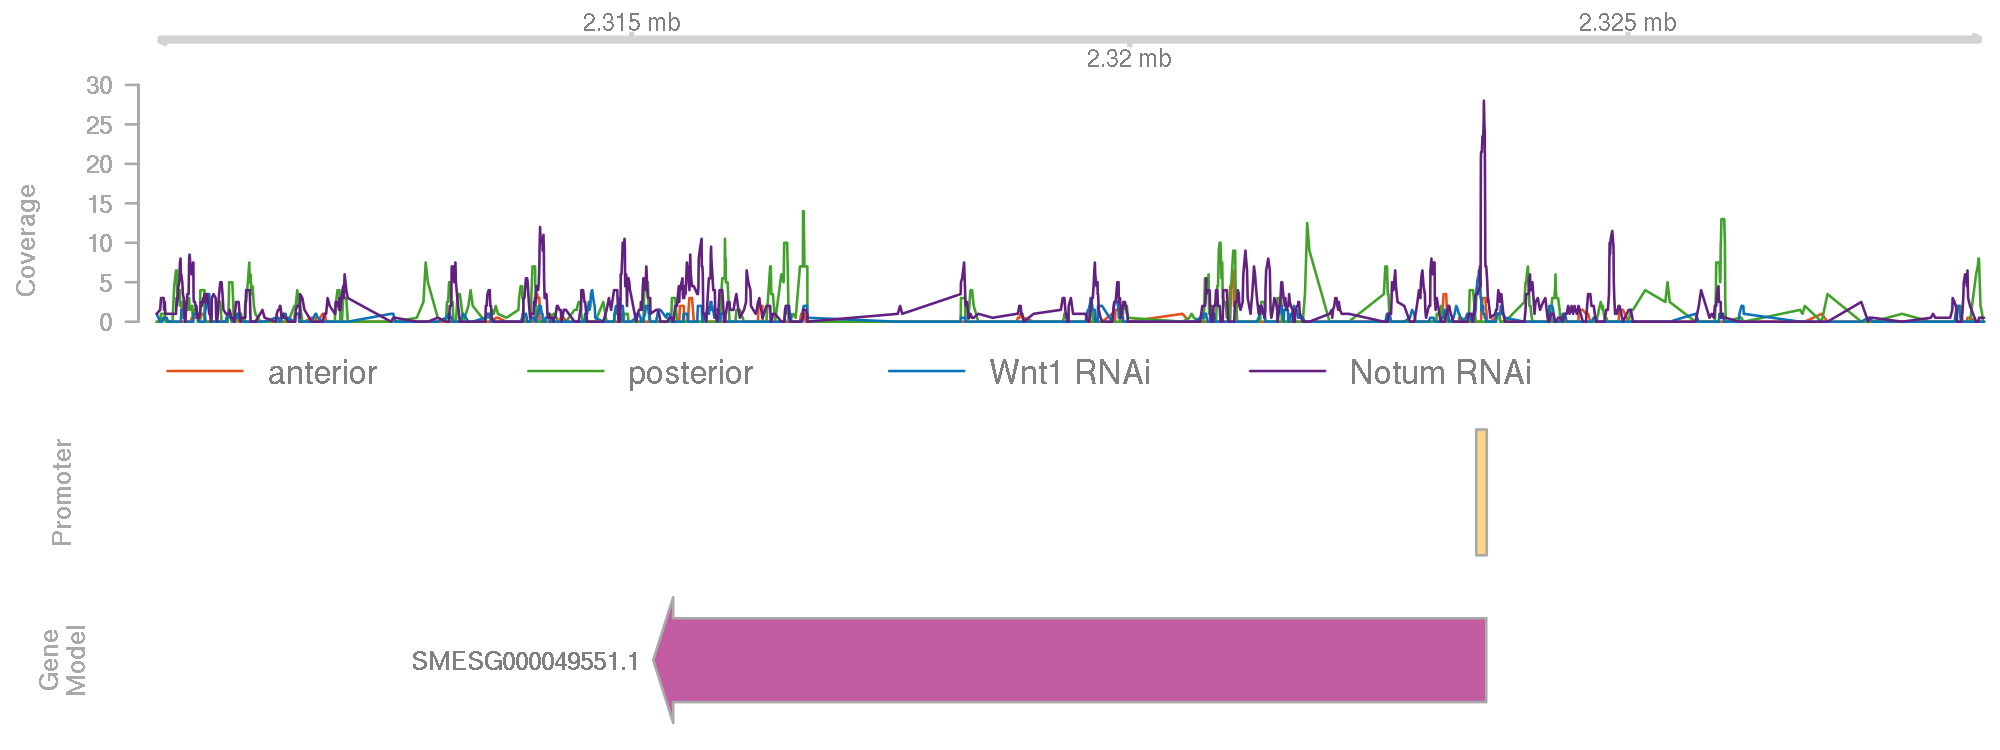 2.315 mb
2.325 mb
2.32 mb
30
25
20
15
10
5
0
Coverage
anterior posterior Wnt1 RNAi Notum RNAi
Promoter
Gene
Model
SMESG000049551.1